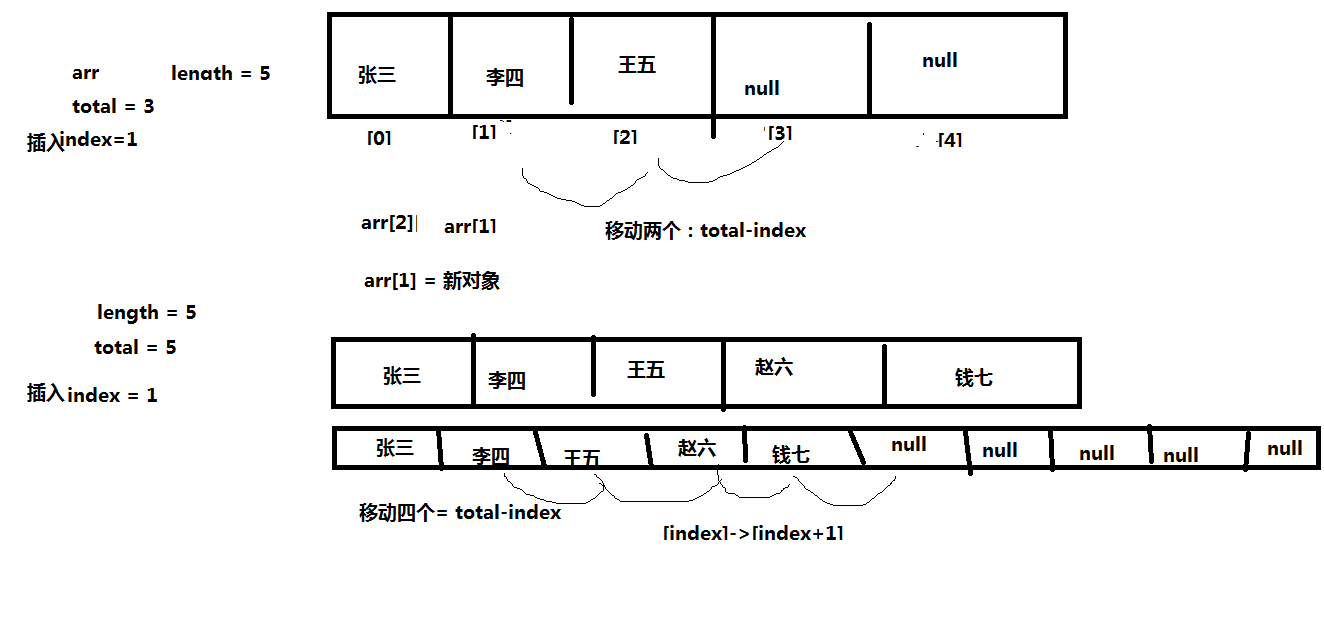 arr length = 5
total = 3
插入index=1
张三 李四 王五 null null
[0] [1] [2] [3] [4]
arr[2] arr[1]
移动两个：total-index
arr[1] = 新对象
length = 5
total = 5
插入index = 1
张三 李四 王五 赵六 钱七
张三 李四 王五 赵六 钱七 null null null null null
移动四个= total-index
[index]->[index+1]